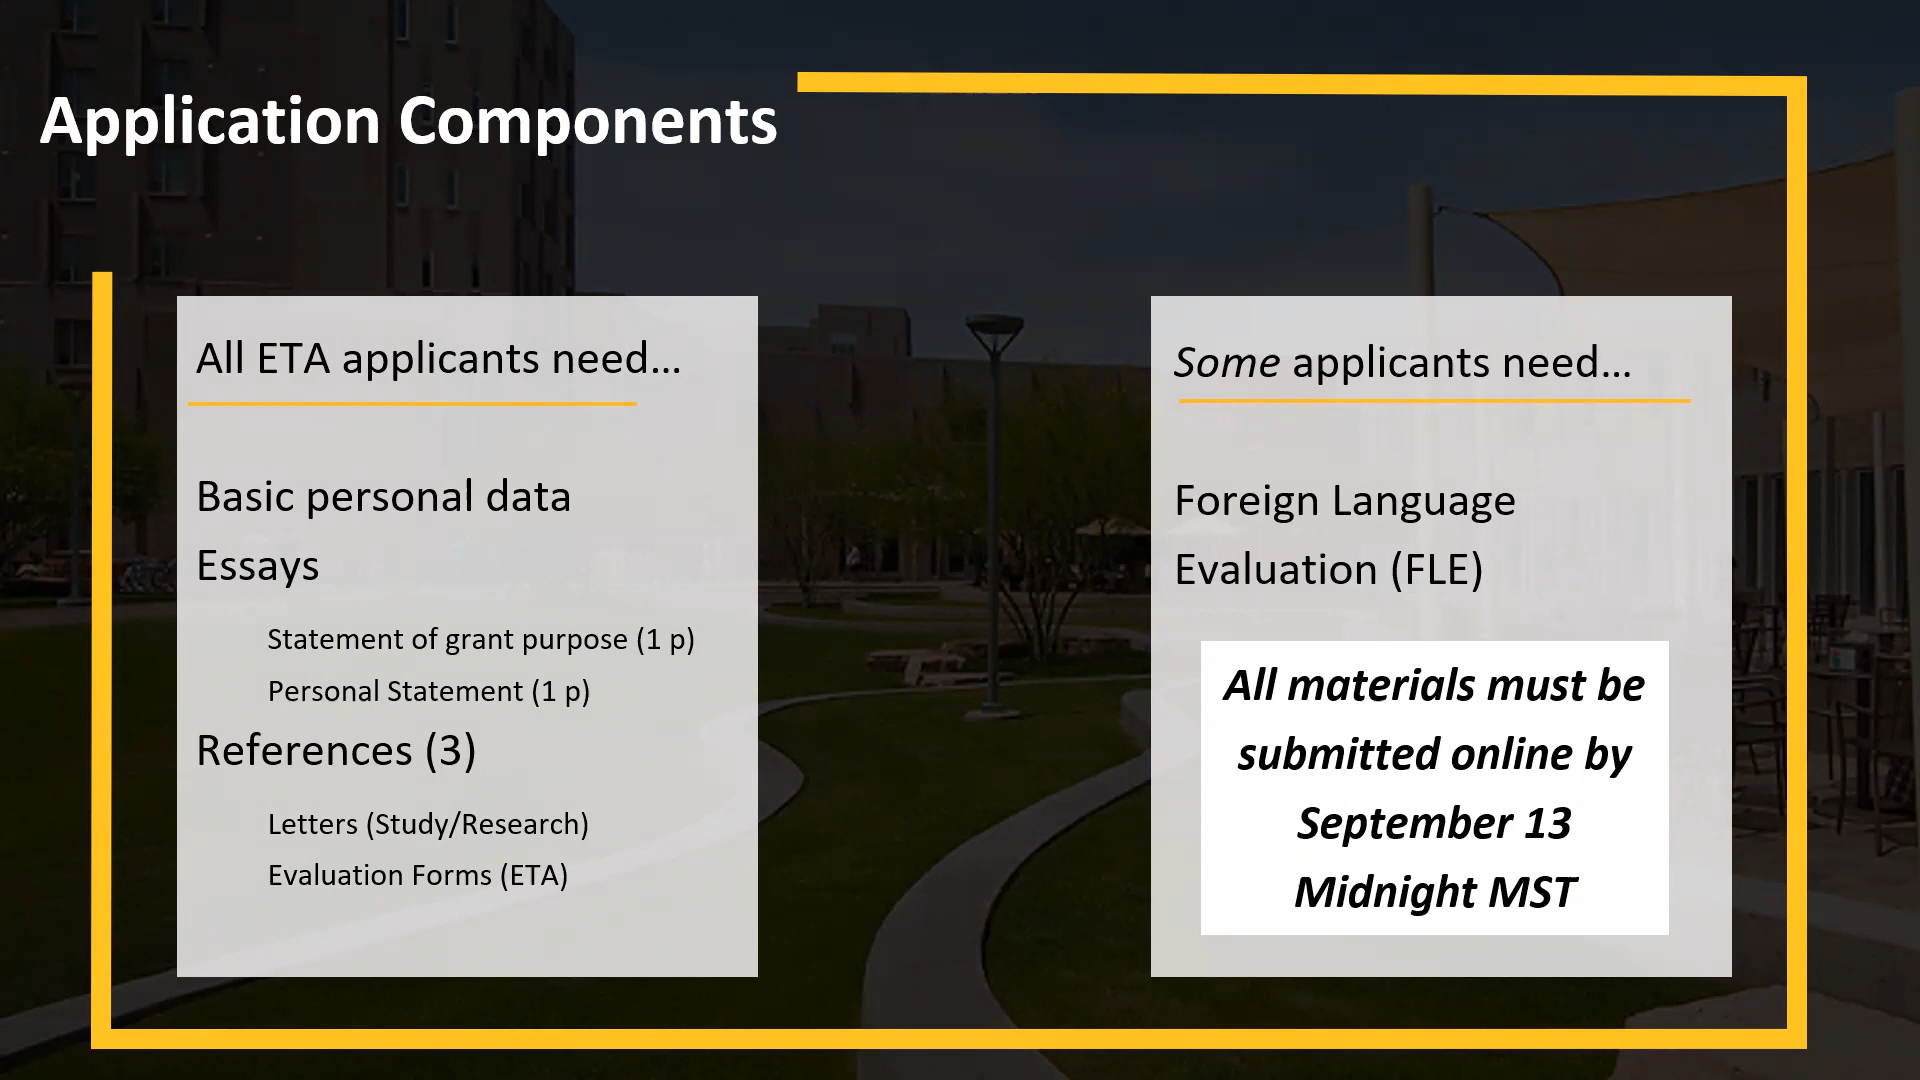 Application Components
All ETA applicants need...
Basic personal data
Essays
Statement of grant purpose (1 p)
Personal Statement (1 p)
References (3)
Letters (Study/Research)
Evaluation Forms (ETA)
Some applicants need...
Foreign Language
Evaluation (FLE)
All materials must be
submitted online by
September 13
Midnight MST